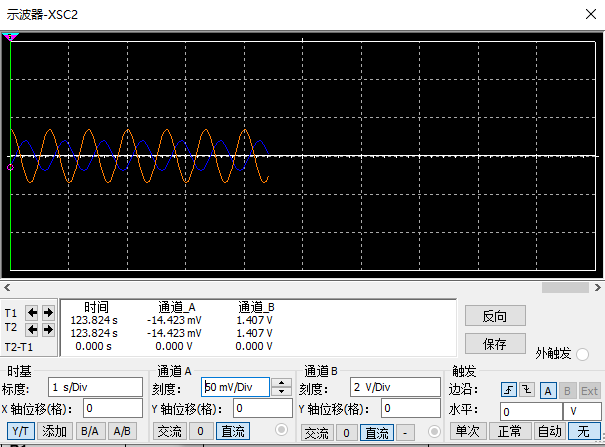 示波器-XSC2
时间 通道_A 通道_B
T1 123.824 s -14.423 mV 1.407 V
T2 123.824 s -14.423 mV 1.407 V
T2-T1 0.000 s 0.000 V 0.000 V
反向
保存
外触发
时基
标度: 1 s/Div
X 轴位移(格): 0
Y/T 添加 B/A A/B
通道 A
刻度: 50 mV/Div
Y 轴位移(格): 0
交流 0 直流
通道 B
刻度: 2 V/Div
Y 轴位移(格): 0
交流 0 直流 -
触发
边沿: A B Ext
水平: 0 V
单次 正常 自动 无